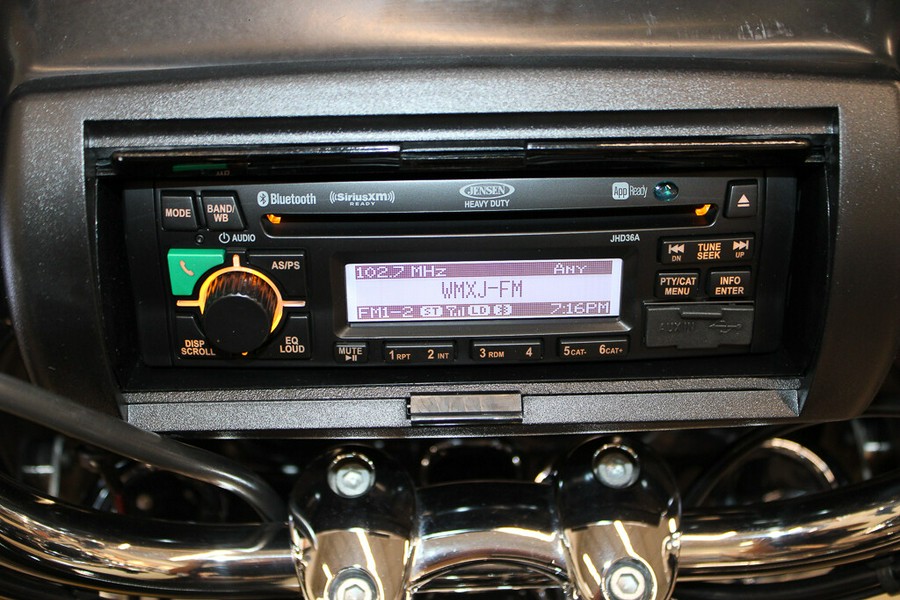 Bluetooth
SiriusXM
READY
JENSEN
HEAVY DUTY
App Ready
MODE
BAND/
WB
AUDIO
JHD36A
AS/PS
DN
TUNE
SEEK
UP
PTY/CAT
MENU
INFO
ENTER
102.7 MHz
ANY
WMXJ-FM
FM1-2 ST LD 7:16PM
AUX IN
DISP
SCROLL
EQ
LOUD
MUTE
1 RPT
2 INT
3 RDM
4
5 CAT-
6 CAT+